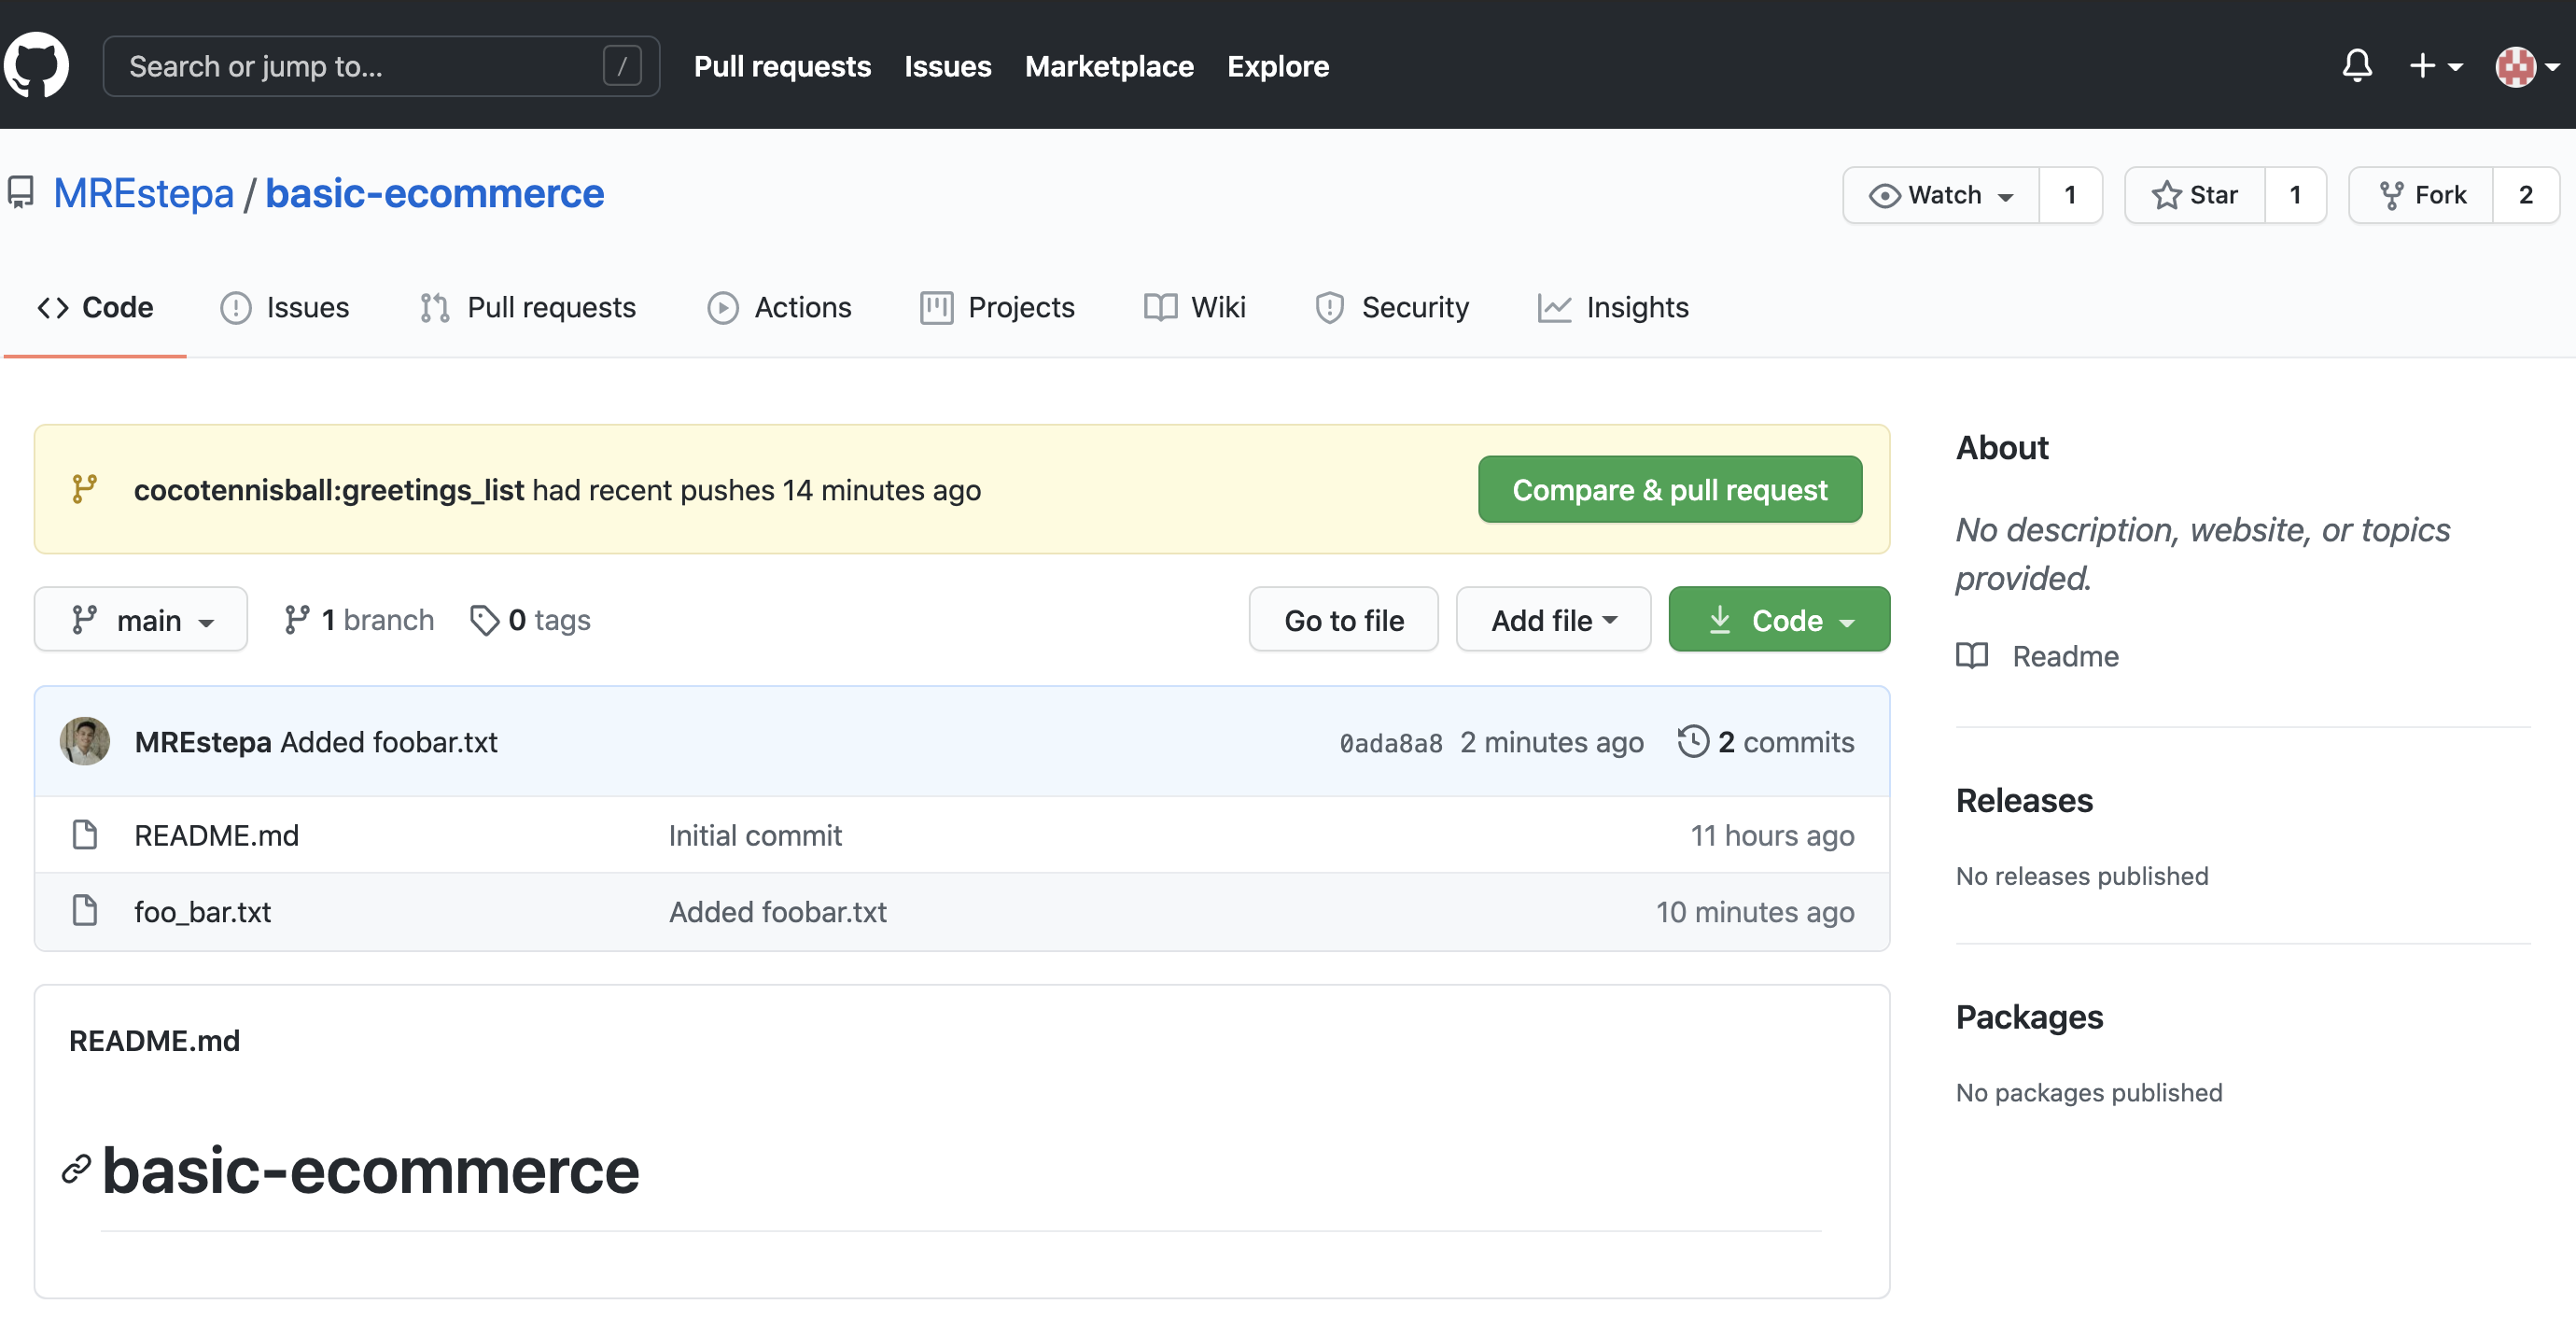 Search or jump to... /
Pull requests Issues Marketplace Explore
MREstepa / basic-ecommerce
Watch 1 Star 1 Fork 2
Code Issues Pull requests Actions Projects Wiki Security Insights
cocotennisball:greetings_list had recent pushes 14 minutes ago
Compare & pull request
main 1 branch 0 tags
Go to file Add file Code
MREstepa Added foobar.txt 0ada8a8 2 minutes ago 2 commits
README.md Initial commit 11 hours ago
foo_bar.txt Added foobar.txt 10 minutes ago
README.md
basic-ecommerce
About
No description, website, or topics
provided.
Readme
Releases
No releases published
Packages
No packages published